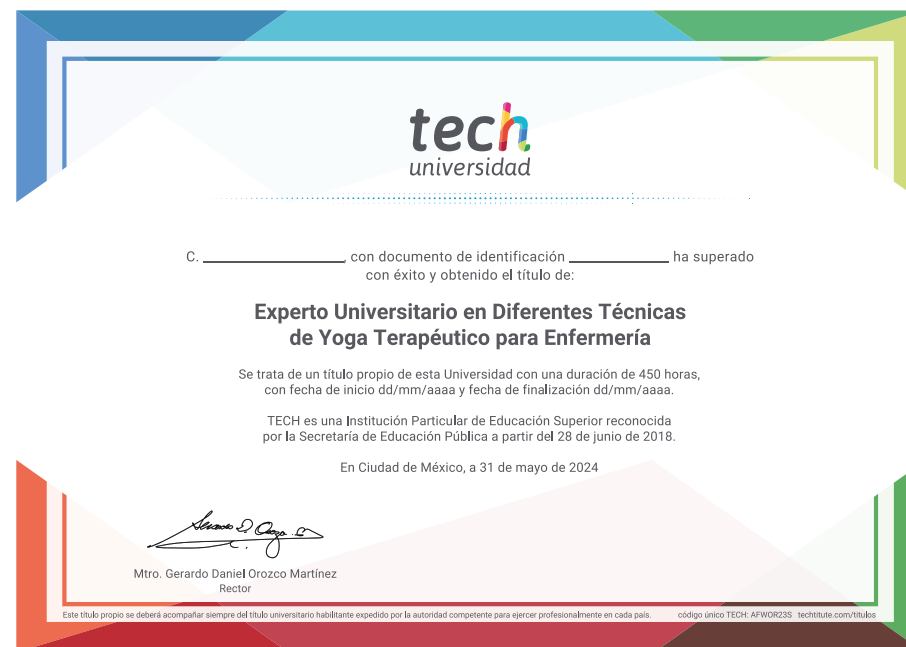 tech
universidad
C. ____________, con documento de identificación ____________ ha superado
con éxito y obtenido el título de:
Experto Universitario en Diferentes Técnicas
de Yoga Terapéutico para Enfermería
Se trata de un título propio de esta Universidad con una duración de 450 horas,
con fecha de inicio dd/mm/aaaa y fecha de finalización dd/mm/aaaa.
TECH es una Institución Particular de Educación Superior reconocida
por la Secretaría de Educación Pública a partir del 28 de junio de 2018.
En Ciudad de México, a 31 de mayo de 2024
Mtro. Gerardo Daniel Orozco Martínez
Rector
Este título propio se deberá acompañar siempre del título universitario habilitante expedido por la autoridad competente para ejercer profesionalmente en cada país. código único TECH: AFWOR23S techtitute.com/titulos